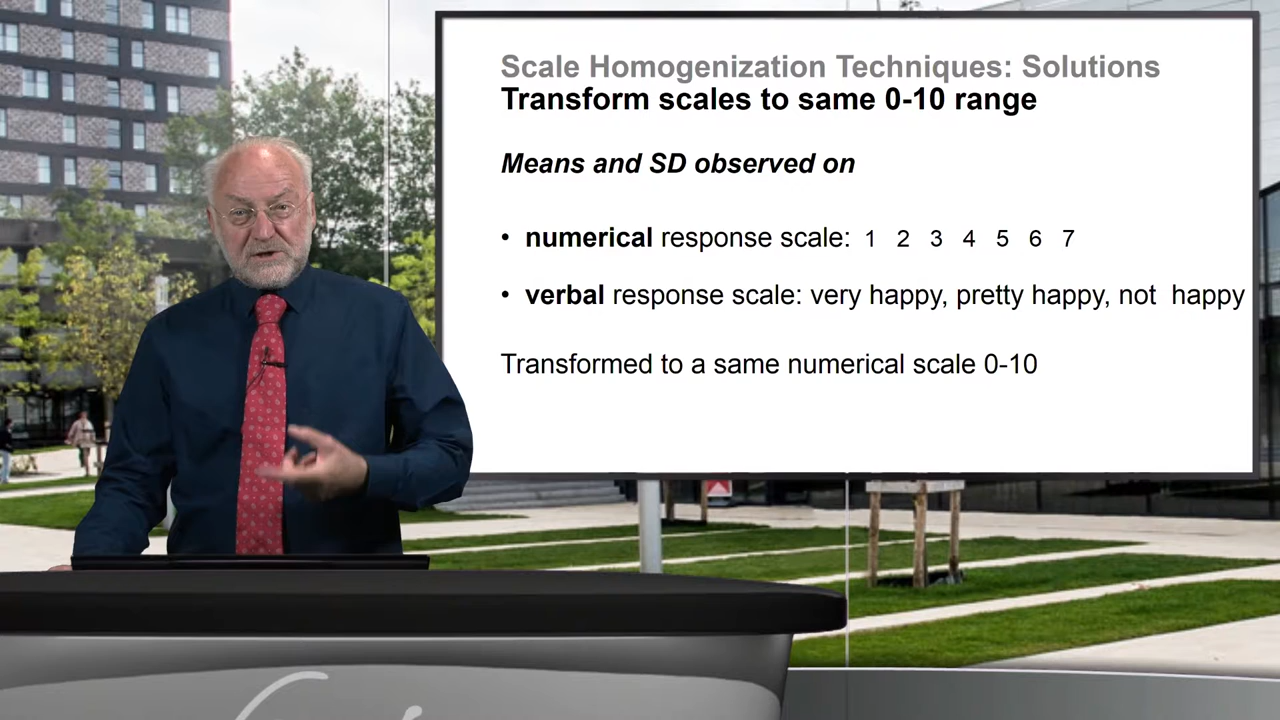 Scale Homogenization Techniques: Solutions
Transform scales to same 0-10 range
Means and SD observed on
• numerical response scale: 1 2 3 4 5 6 7
• verbal response scale: very happy, pretty happy, not happy
Transformed to a same numerical scale 0-10